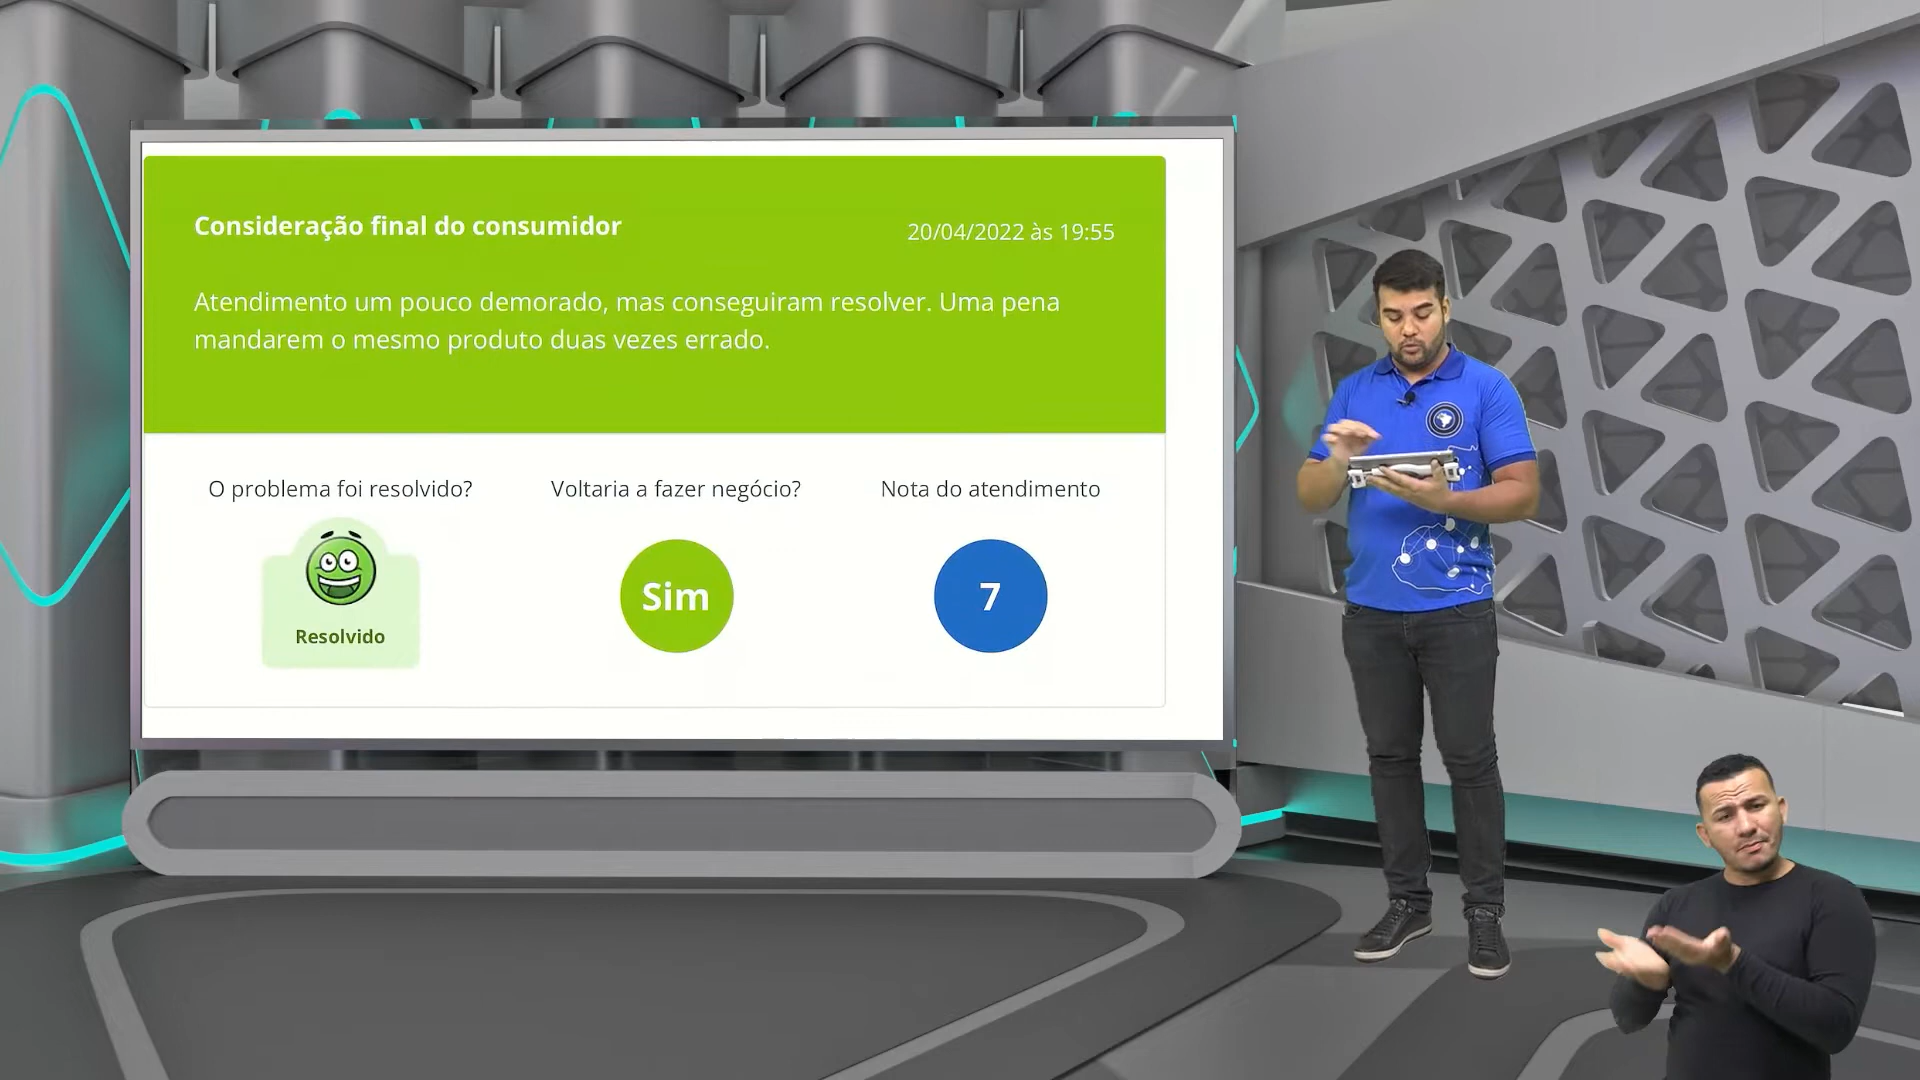 Consideração final do consumidor
20/04/2022 às 19:55
Atendimento um pouco demorado, mas conseguiram resolver. Uma pena
mandarem o mesmo produto duas vezes errado.
O problema foi resolvido?
Voltaria a fazer negócio?
Nota do atendimento
Resolvido
Sim
7